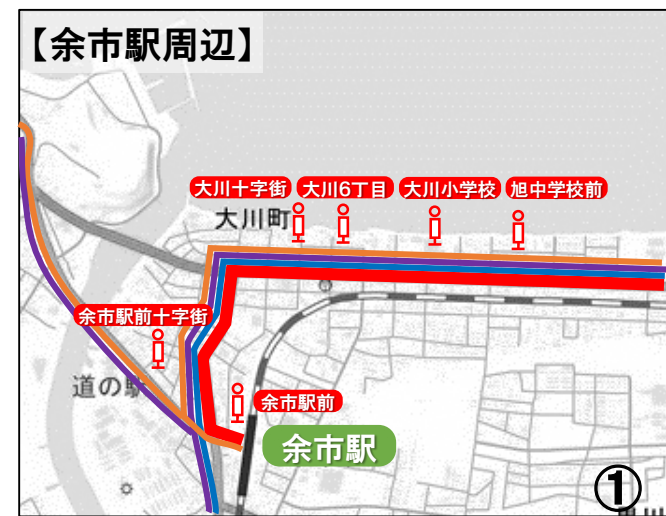 【余市駅周辺】
大川十字街 大川6丁目 大川小学校 旭中学校前
大川町
余市駅前十字街
道の駅
余市駅前
余市駅
①